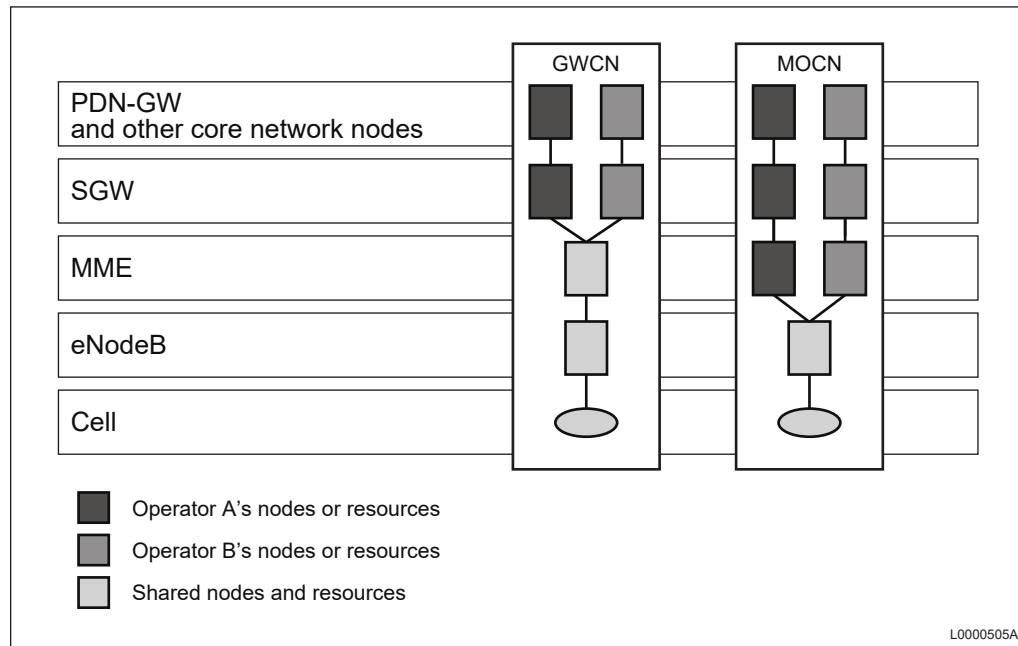 GWCN
MOCN
PDN-GW
and other core network nodes
SGW
MME
eNodeB
Cell
Operator A’s nodes or resources
Operator B’s nodes or resources
Shared nodes and resources
L0000505A